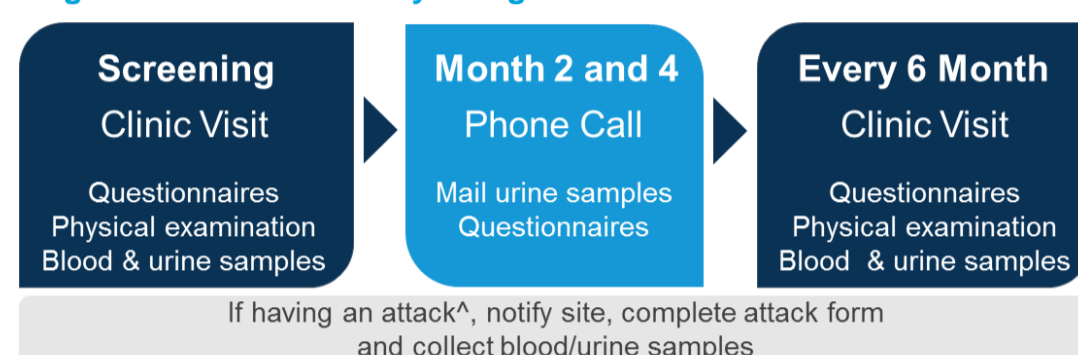 Screening
Clinic Visit
Questionnaires
Physical examination
Blood & urine samples
Month 2 and 4
Phone Call
Mail urine samples
Questionnaires
Every 6 Month
Clinic Visit
Questionnaires
Physical examination
Blood & urine samples
If having an attack^, notify site, complete attack form
and collect blood/urine samples